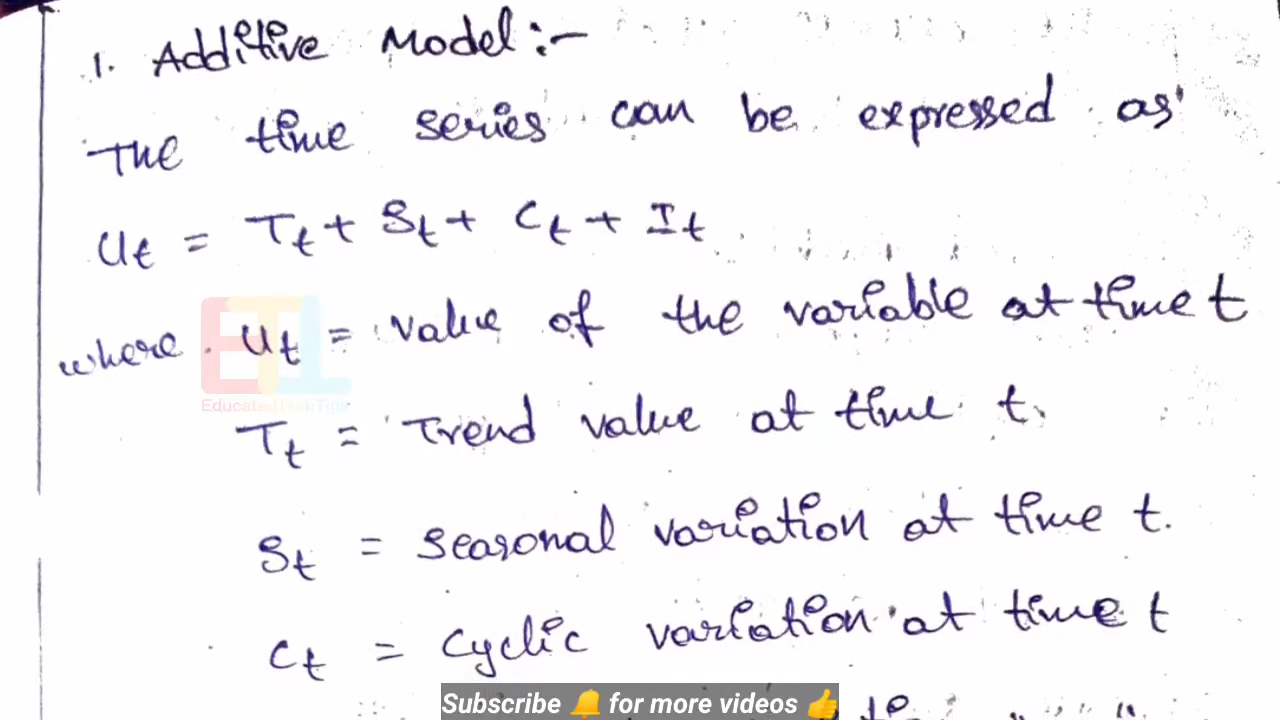 1. Additive Model:-
The time series can be expressed as
Ut = Tt + St + Ct + It
where Ut = value of the variable at time t
ETT
EducatedTechTips
Tt = Trend value at time t.
St = Seasonal variation at time t.
Ct = Cyclic variation at time t
Subscribe 🔔 for more videos 👍